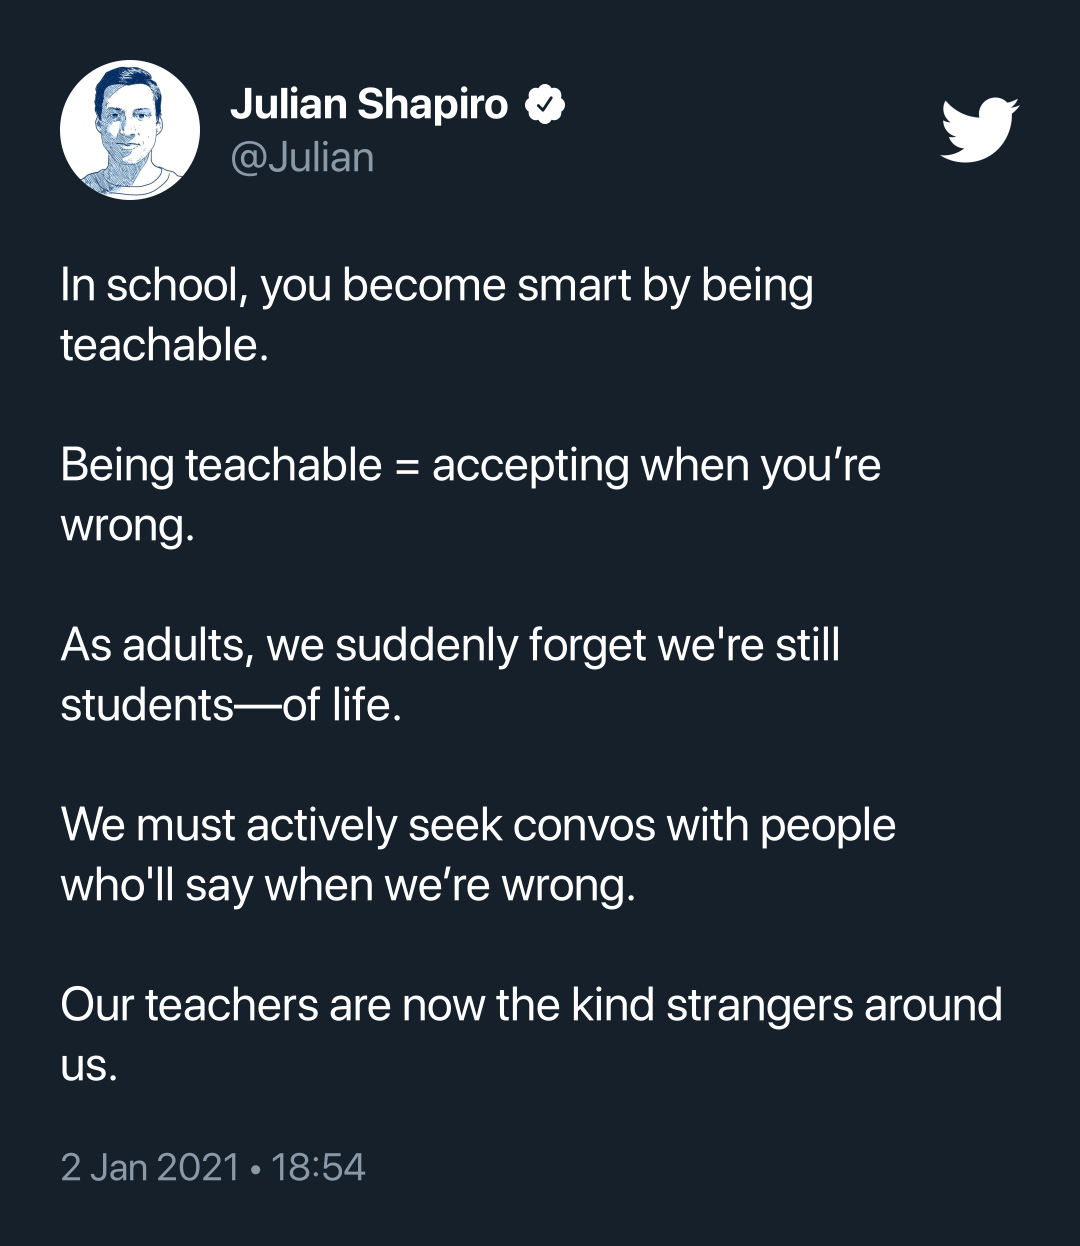 Julian Shapiro
@Julian
In school, you become smart by being
teachable.
Being teachable = accepting when you’re
wrong.
As adults, we suddenly forget we're still
students—of life.
We must actively seek convos with people
who'll say when we’re wrong.
Our teachers are now the kind strangers around
us.
2 Jan 2021 • 18:54